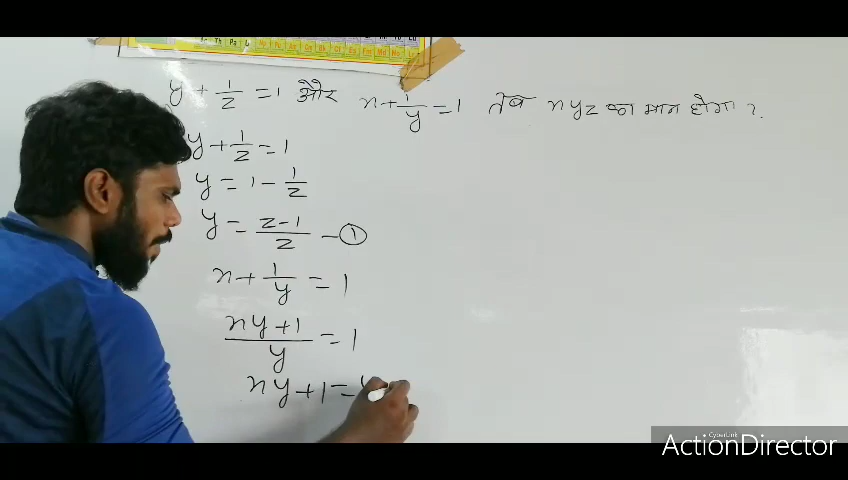 y + 1/z = 1 और x + 1/y = 1 तब xyz का मान होगा ?
y + 1/z = 1
y = 1 - 1/z
y = z-1/z - ①
x + 1/y = 1
xy+1/y = 1
xy+1 = y
CyberLink
ActionDirector